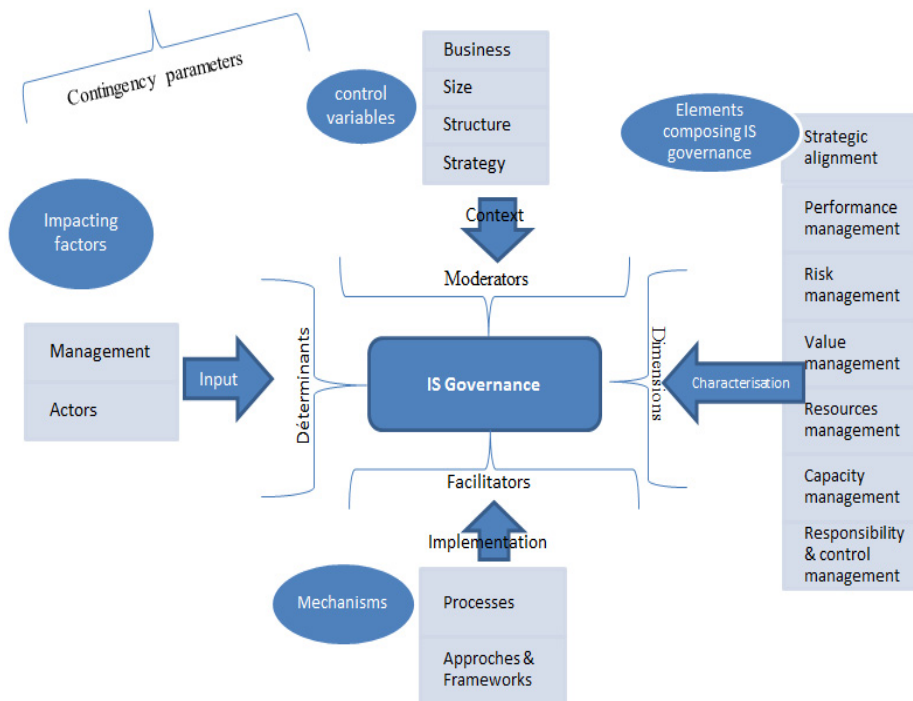 Contingency parameters
control
variables
Business
Size
Structure
Strategy
Elements
composing IS
governance
Strategic
alignment
Performance
management
Risk
management
Value
management
Resources
management
Capacity
management
Responsibility
& control
management
Impacting
factors
Context
Moderators
Management
Actors
Input
Déterminants
IS Governance
Dimensions
Characterisation
Facilitators
Implementation
Mechanisms
Processes
Approches &
Frameworks